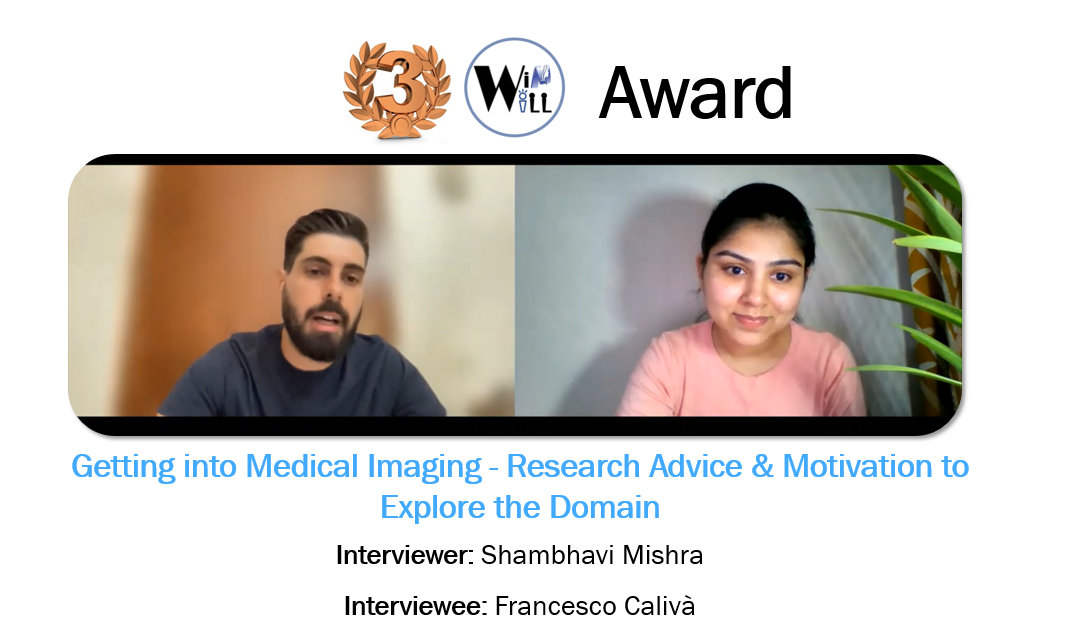 3
WiM
WiLL
Award
Getting into Medical Imaging - Research Advice & Motivation to
Explore the Domain
Interviewer: Shambhavi Mishra
Interviewee: Francesco Calivà